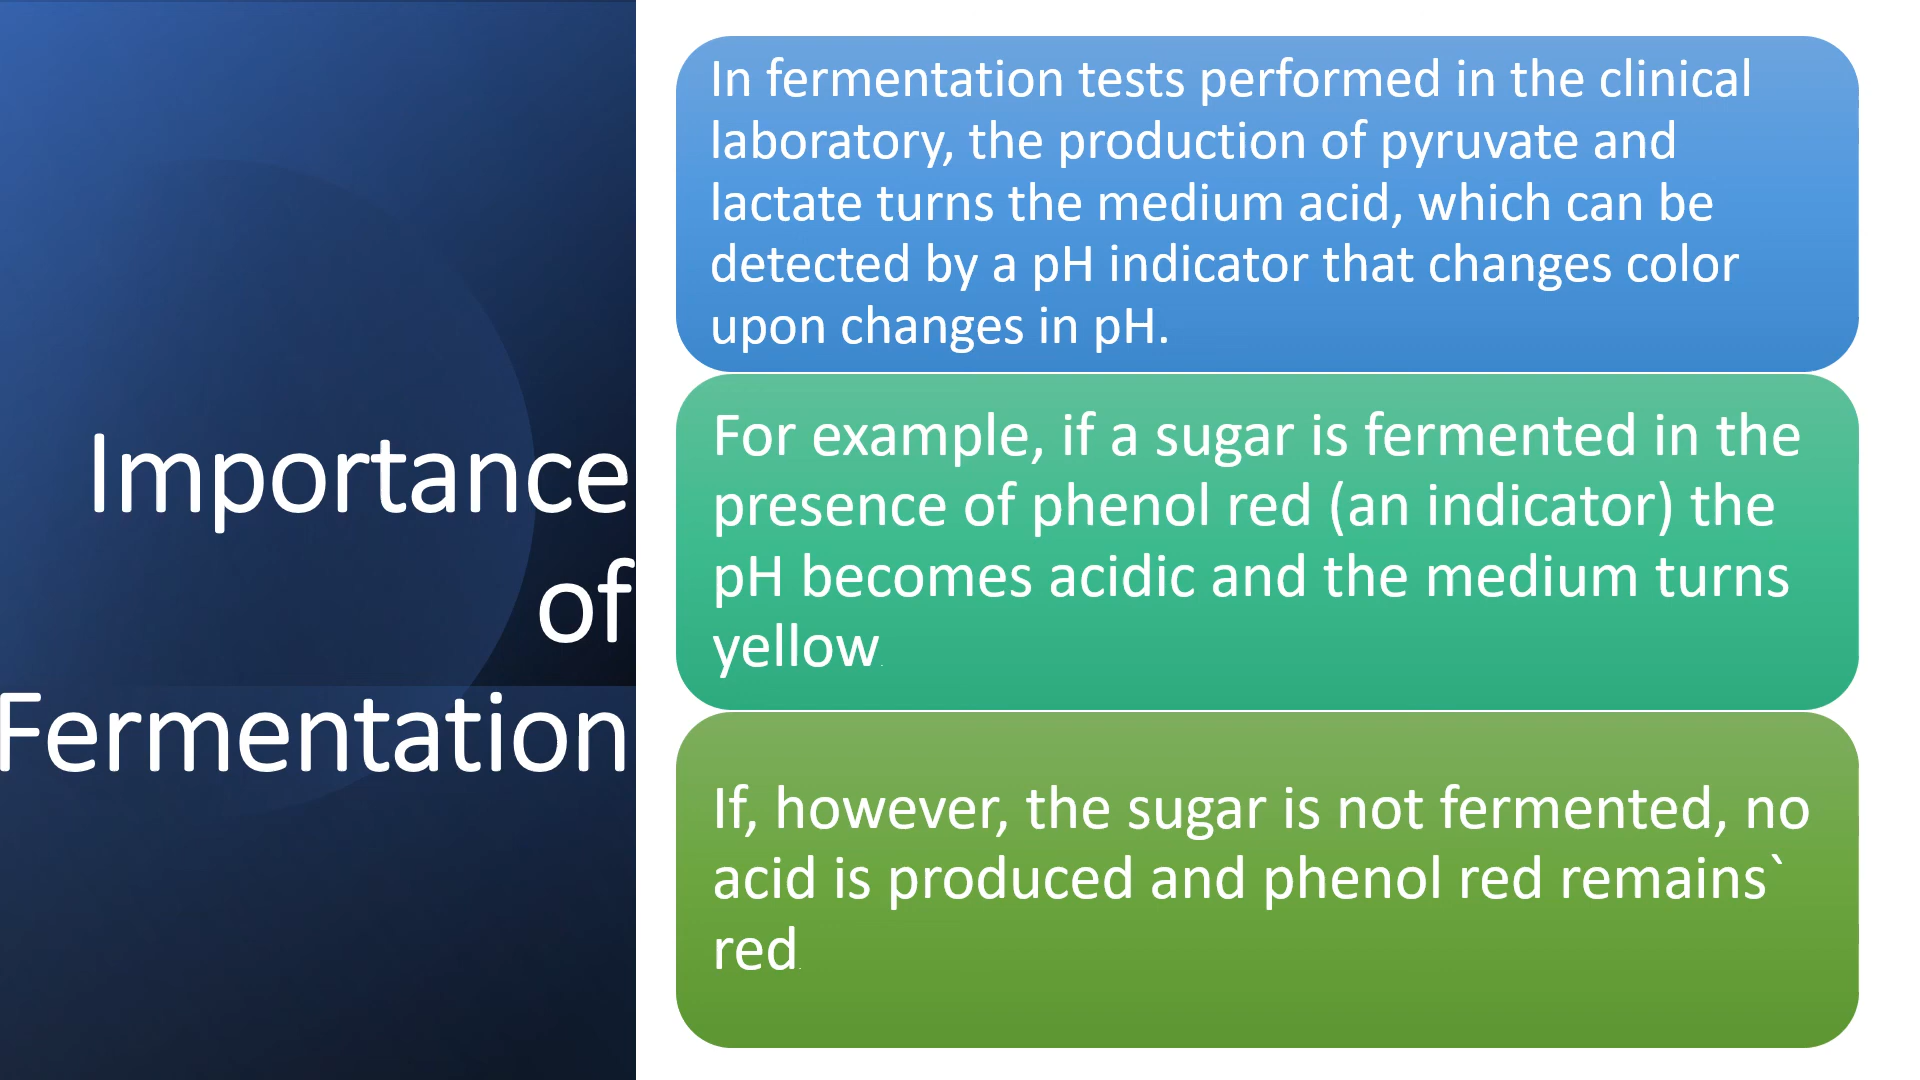 Importance
of
Fermentation
In fermentation tests performed in the clinical
laboratory, the production of pyruvate and
lactate turns the medium acid, which can be
detected by a pH indicator that changes color
upon changes in pH.
For example, if a sugar is fermented in the
presence of phenol red (an indicator) the
pH becomes acidic and the medium turns
yellow.
If, however, the sugar is not fermented, no
acid is produced and phenol red remains`
red.